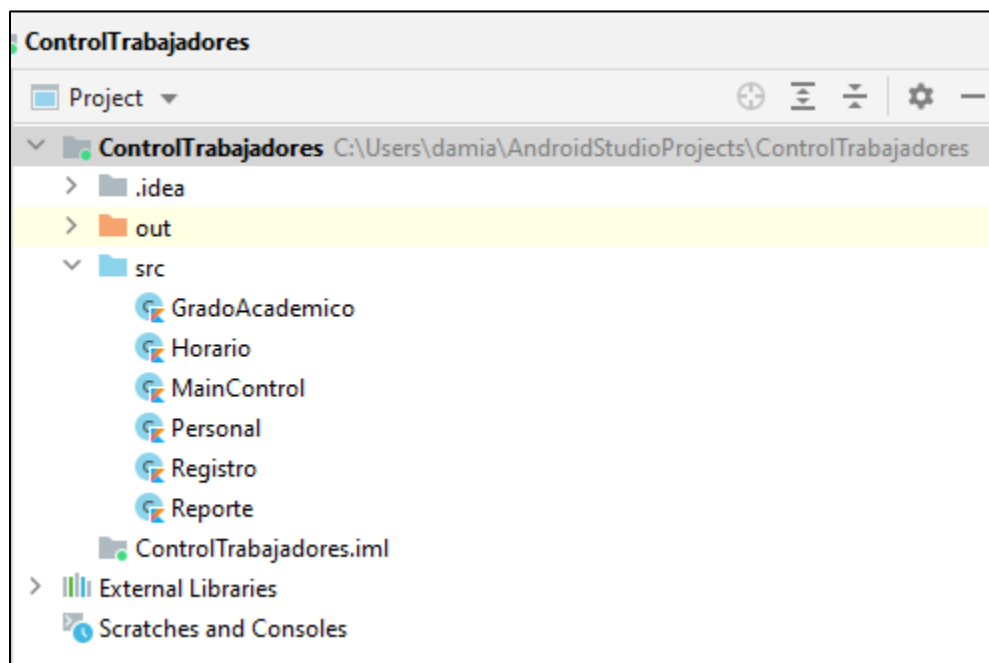 ControlTrabajadores
Project
ControlTrabajadores C:\Users\damia\AndroidStudioProjects\ControlTrabajadores
.idea
out
src
GradoAcademico
Horario
MainControl
Personal
Registro
Reporte
ControlTrabajadores.iml
External Libraries
Scratches and Consoles